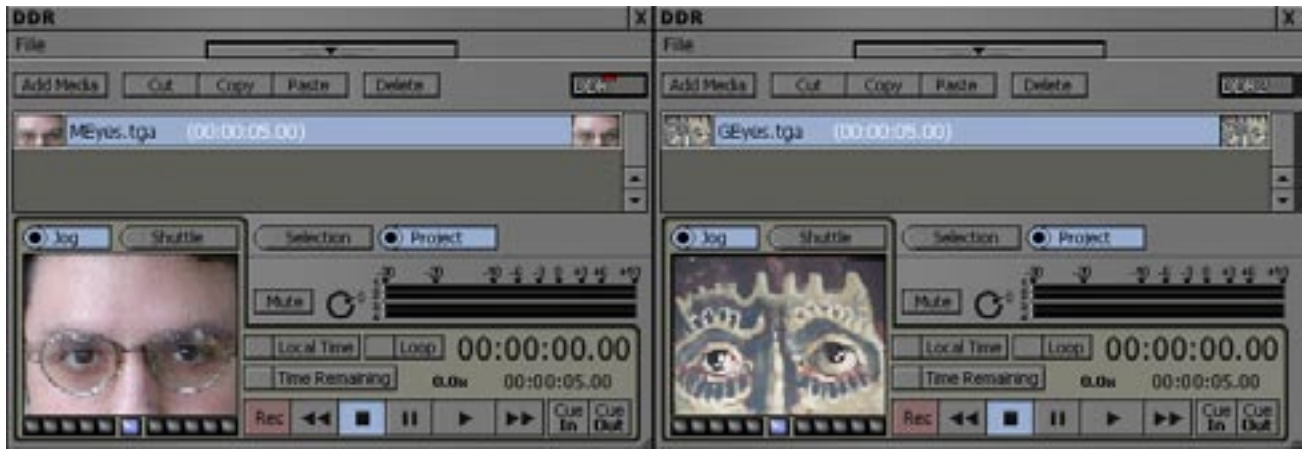 DDR X
File
Add Media Cut Copy Paste Delete
MEyes.tga (00:00:05.00)
Jog Shuttle Selection Project
Mute
Local Time Loop 00:00:00.00
Time Remaining 0.0x 00:00:05.00
Rec Cue In Cue Out
DDR X
File
Add Media Cut Copy Paste Delete
GEyes.tga (00:00:05.00)
Jog Shuttle Selection Project
Mute
Local Time Loop 00:00:00.00
Time Remaining 0.0x 00:00:05.00
Rec Cue In Cue Out